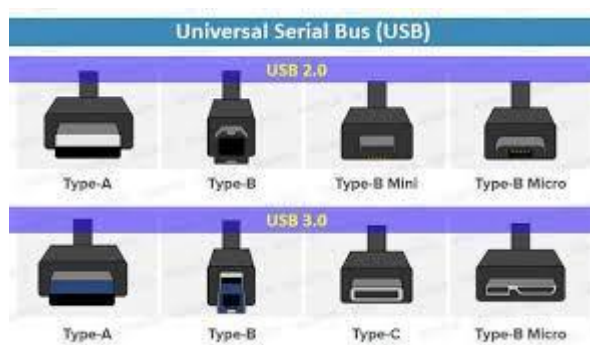 Universal Serial Bus (USB)
USB 2.0
Type-A Type-B Type-B Mini Type-B Micro
USB 3.0
Type-A Type-B Type-C Type-B Micro